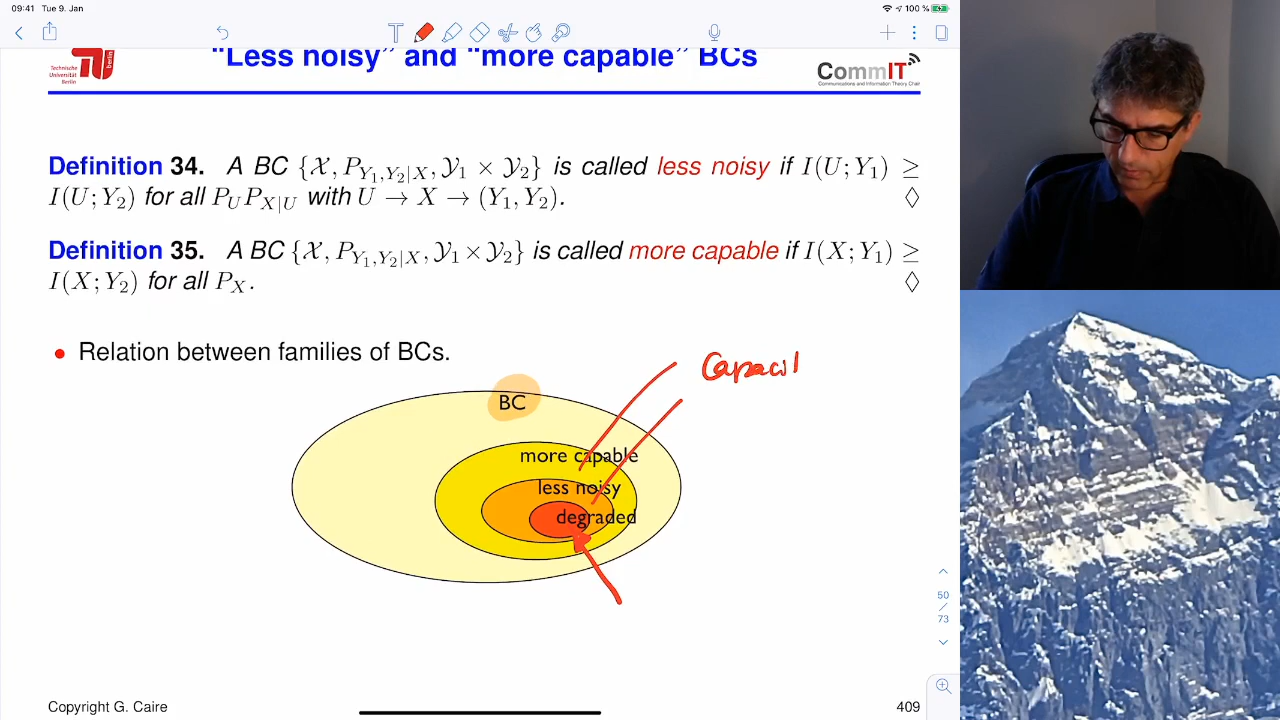 09:41 Tue 9. Jan
100 %
T
"Less noisy" and "more capable" BCs
Technische
Universität
Berlin
berlin
CommIT
Communications and Information Theory Chair
Definition 34. A BC {𝒳, P_{Y₁,Y₂|X}, 𝒴₁ × 𝒴₂} is called less noisy if I(U; Y₁) ≥
I(U; Y₂) for all P_U P_{X|U} with U → X → (Y₁, Y₂). ◊
Definition 35. A BC {𝒳, P_{Y₁,Y₂|X}, 𝒴₁ × 𝒴₂} is called more capable if I(X; Y₁) ≥
I(X; Y₂) for all P_X. ◊
• Relation between families of BCs.
Capacit
BC
more capable
less noisy
degraded
50
/
73
Copyright G. Caire
409